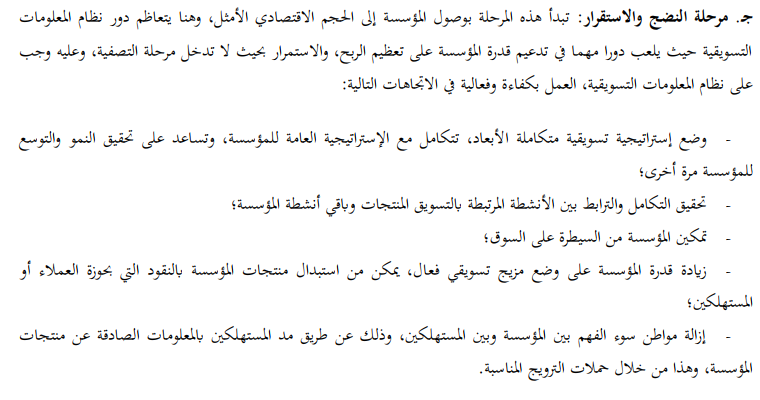 جـ. مرحلة النضج والاستقرار: تبدأ هذه المرحلة بوصول المؤسسة إلى الحجم الاقتصادي الأمثل، وهنا يتعاظم دور نظام المعلومات
التسويقية حيث يلعب دورا مهما في تدعيم قدرة المؤسسة على تعظيم الربح، والاستمرار بحيث لا تدخل مرحلة التصفية، وعليه وجب
على نظام المعلومات التسويقية، العمل بكفاءة وفعالية في الاتجاهات التالية:
- وضع إستراتيجية تسويقية متكاملة الأبعاد، تتكامل مع الإستراتيجية العامة للمؤسسة، وتساعد على تحقيق النمو والتوسع
للمؤسسة مرة أخرى؛
- تحقيق التكامل والترابط بين الأنشطة المرتبطة بالتسويق المنتجات وباقي أنشطة المؤسسة؛
- تمكين المؤسسة من السيطرة على السوق؛
- زيادة قدرة المؤسسة على وضع مزيج تسويقي فعال، يمكن من استبدال منتجات المؤسسة بالنقود التي بحوزة العملاء أو
المستهلكين؛
- إزالة مواطن سوء الفهم بين المؤسسة وبين المستهلكين، وذلك عن طريق مد المستهلكين بالمعلومات الصادقة عن منتجات
المؤسسة، وهذا من خلال حملات الترويج المناسبة.